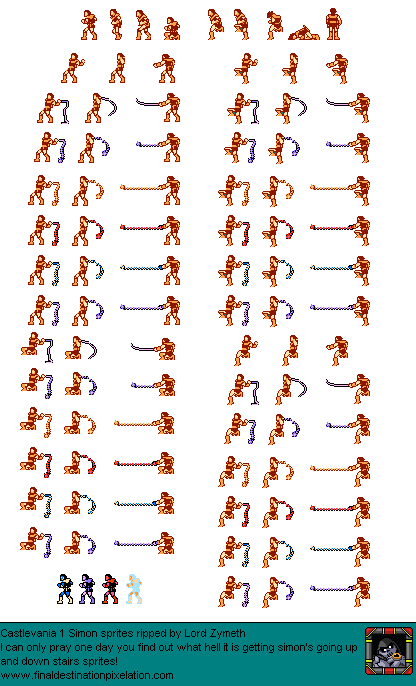 Castlevania 1 Simon sprites ripped by Lord Zymeth
I can only pray one day you find out what hell it is getting simon's going up
and down stairs sprites!
www.finaldestinationpixelation.com